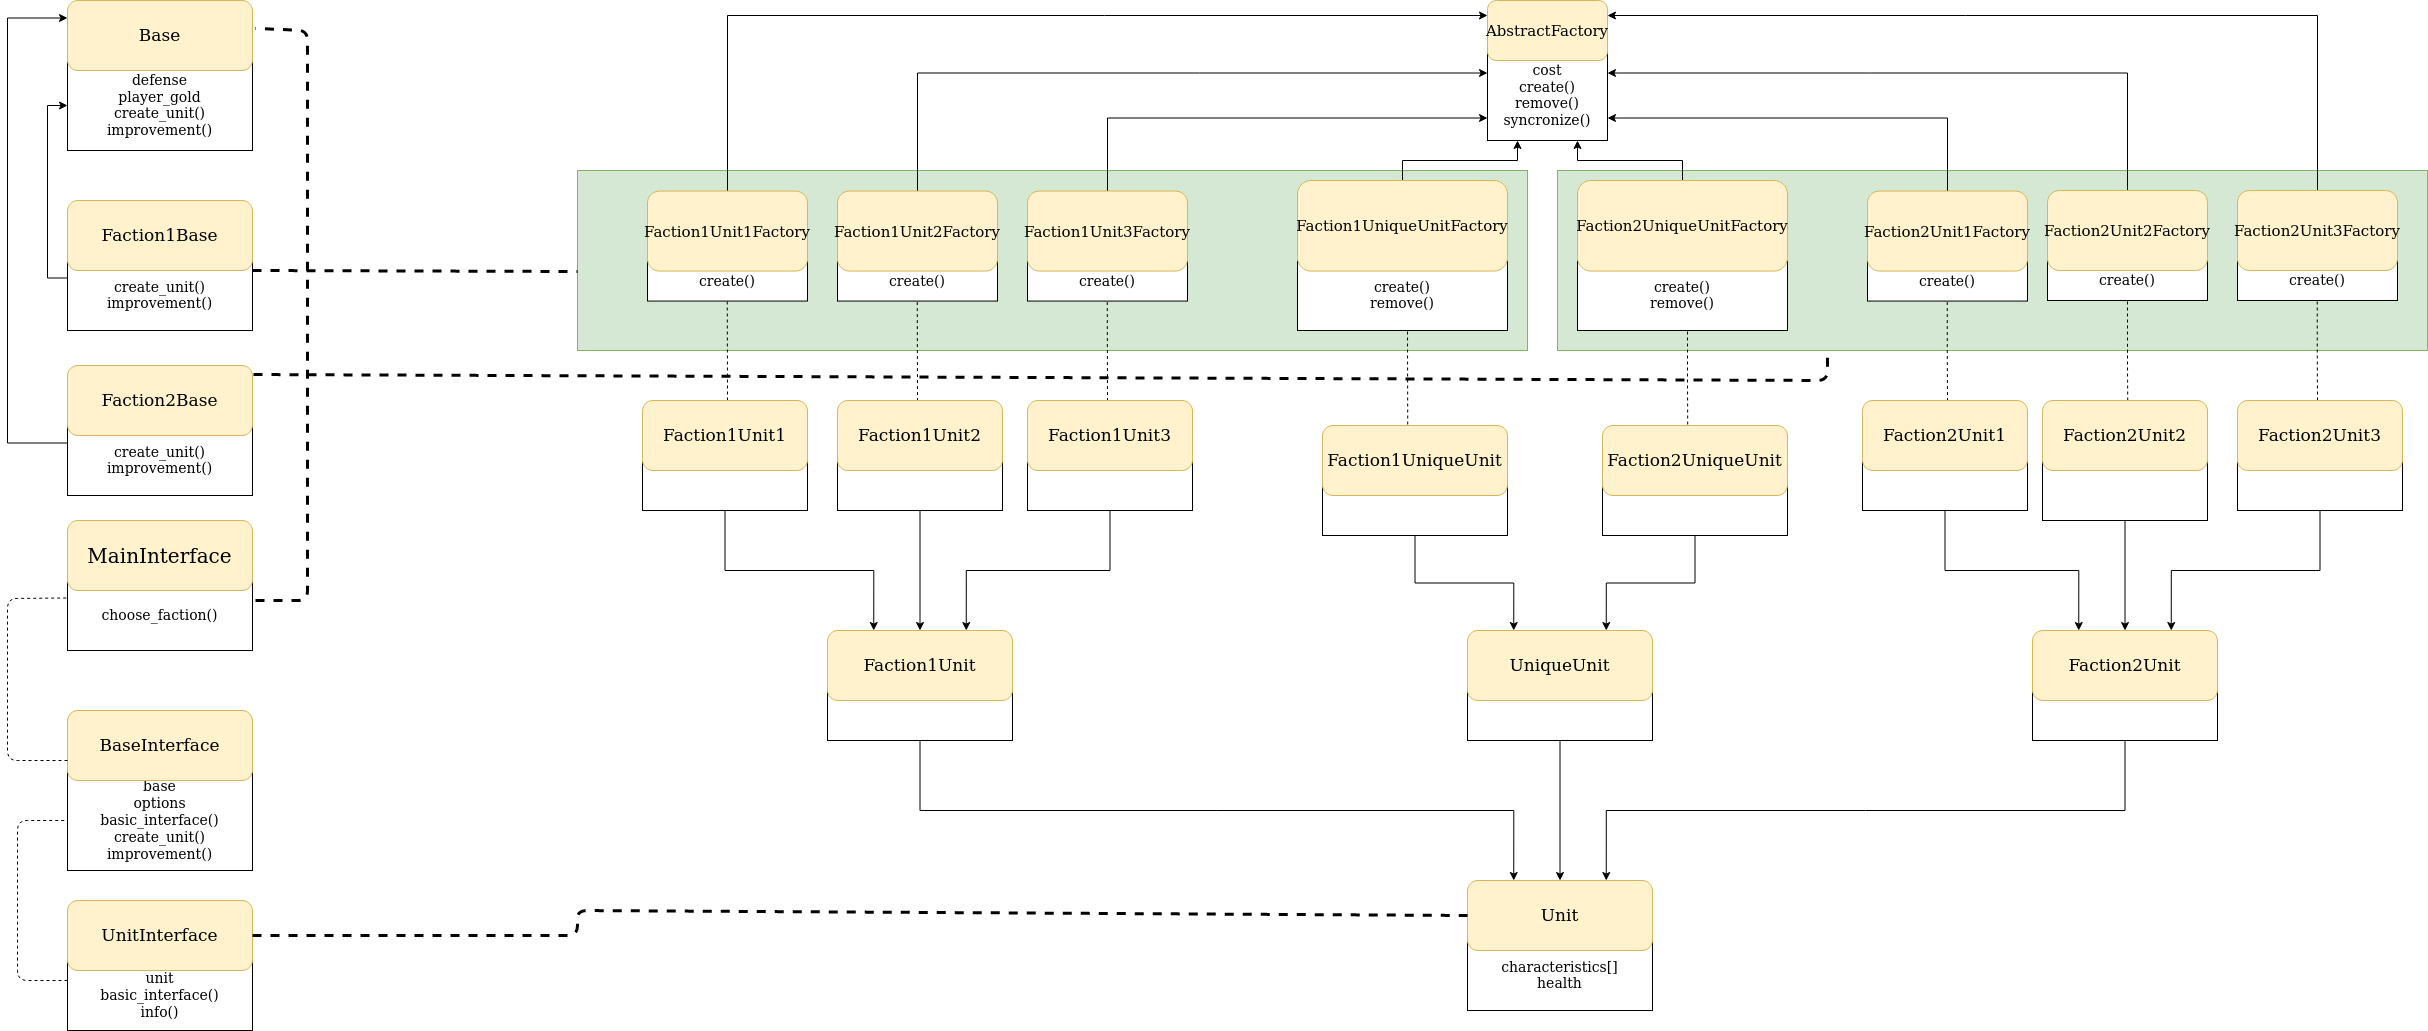 Base
defense
player_gold
create_unit()
improvement()
Faction1Base
create_unit()
improvement()
Faction2Base
create_unit()
improvement()
MainInterface
choose_faction()
BaseInterface
base
options
basic_interface()
create_unit()
improvement()
UnitInterface
unit
basic_interface()
info()
AbstractFactory
cost
create()
remove()
syncronize()
Faction1Unit1Factory
create()
Faction1Unit2Factory
create()
Faction1Unit3Factory
create()
Faction1UniqueUnitFactory
create()
remove()
Faction2UniqueUnitFactory
create()
remove()
Faction2Unit1Factory
create()
Faction2Unit2Factory
create()
Faction2Unit3Factory
create()
Faction1Unit1
Faction1Unit2
Faction1Unit3
Faction1UniqueUnit
Faction2UniqueUnit
Faction2Unit1
Faction2Unit2
Faction2Unit3
Faction1Unit
UniqueUnit
Faction2Unit
Unit
characteristics[]
health